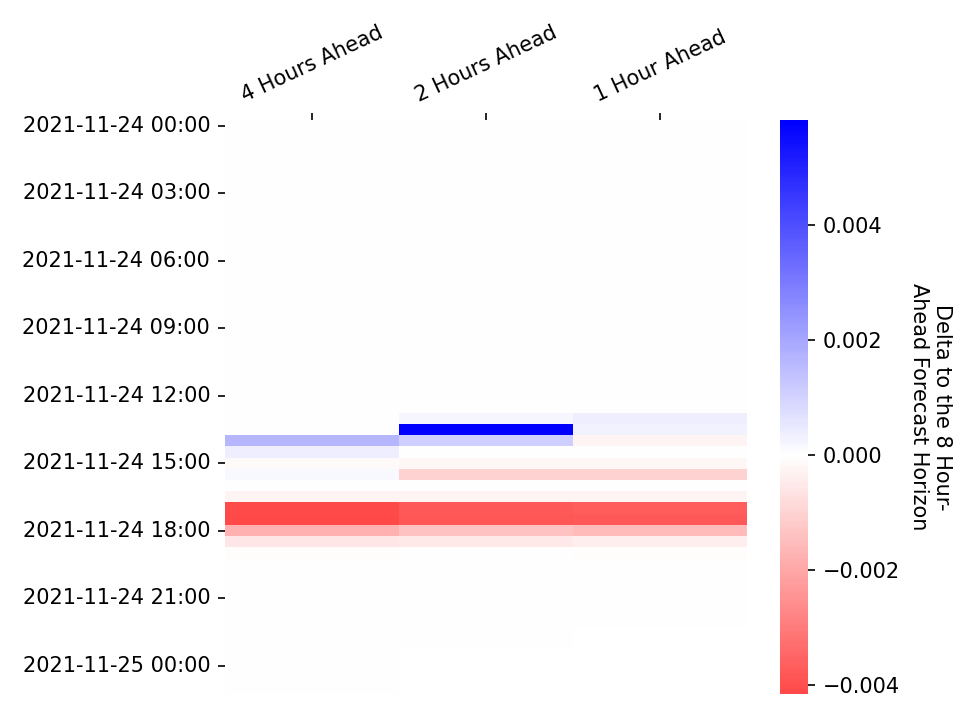 4 Hours Ahead
2 Hours Ahead
1 Hour Ahead
2021-11-24 00:00
2021-11-24 03:00
2021-11-24 06:00
2021-11-24 09:00
2021-11-24 12:00
2021-11-24 15:00
2021-11-24 18:00
2021-11-24 21:00
2021-11-25 00:00
0.004
0.002
0.000
−0.002
−0.004
Delta to the 8 Hour-
Ahead Forecast Horizon